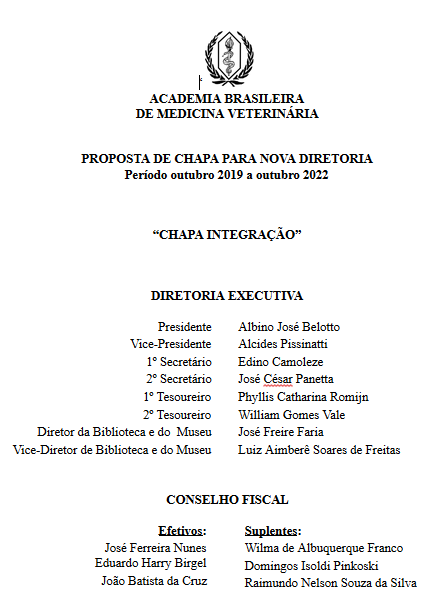 ACADEMIA BRASILEIRA
DE MEDICINA VETERINÁRIA
PROPOSTA DE CHAPA PARA NOVA DIRETORIA
Período outubro 2019 a outubro 2022
“CHAPA INTEGRAÇÃO”
DIRETORIA EXECUTIVA
Presidente Albino José Belotto
Vice-Presidente Alcides Pissinatti
1º Secretário Edino Camoleze
2º Secretário José César Panetta
1º Tesoureiro Phyllis Catharina Romijn
2º Tesoureiro William Gomes Vale
Diretor da Biblioteca e do Museu José Freire Faria
Vice-Diretor de Biblioteca e do Museu Luiz Aimberê Soares de Freitas
CONSELHO FISCAL
Efetivos: Suplentes:
José Ferreira Nunes Wilma de Albuquerque Franco
Eduardo Harry Birgel Domingos Isoldi Pinkoski
João Batista da Cruz Raimundo Nelson Souza da Silva